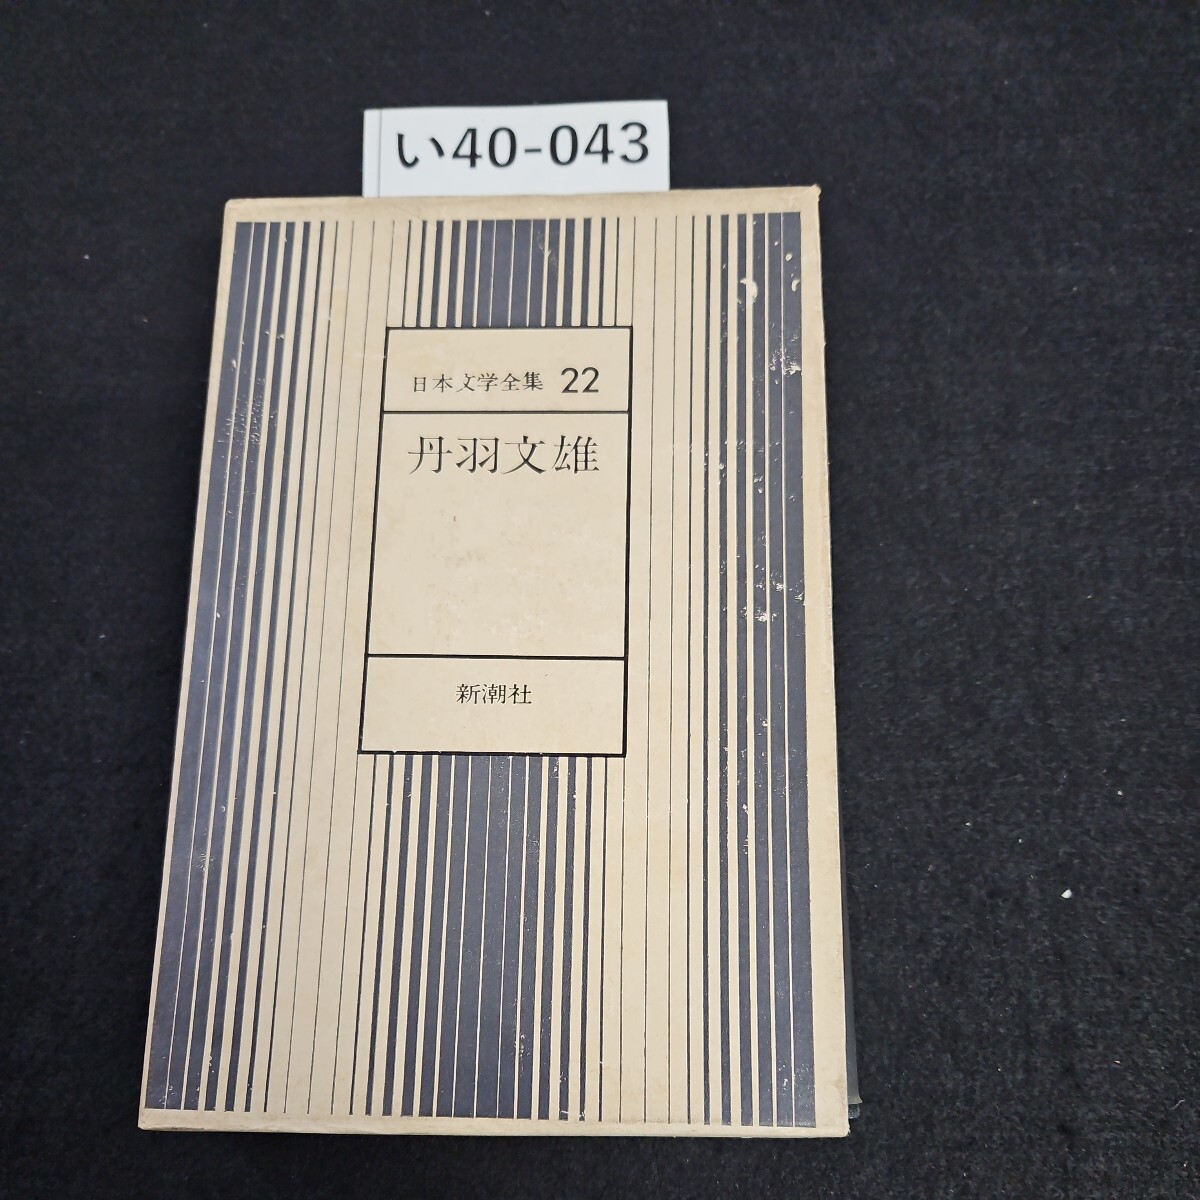 い40-043
日本文学全集 22
丹羽文雄
新潮社